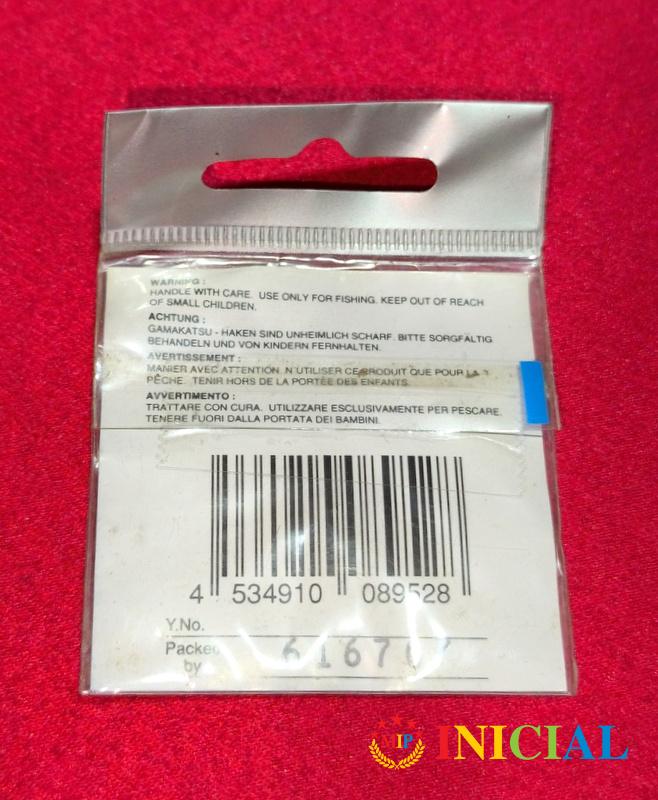 WARNING :
HANDLE WITH CARE. USE ONLY FOR FISHING. KEEP OUT OF REACH
OF SMALL CHILDREN.
ACHTUNG :
GAMAKATSU - HAKEN SIND UNHEIMLICH SCHARF. BITTE SORGFÄLTIG
BEHANDELN UND VON KINDERN FERNHALTEN.
AVERTISSEMENT :
MANIER AVEC ATTENTION. N'UTILISER CE PRODUIT QUE POUR LA
PÊCHE. TENIR HORS DE LA PORTÉE DES ENFANTS.
AVVERTIMENTO :
TRATTARE CON CURA. UTILIZZARE ESCLUSIVAMENTE PER PESCARE.
TENERE FUORI DALLA PORTATA DEI BAMBINI.
4 534910 089528
Y.No.
Packed
by
MIP INICIAL